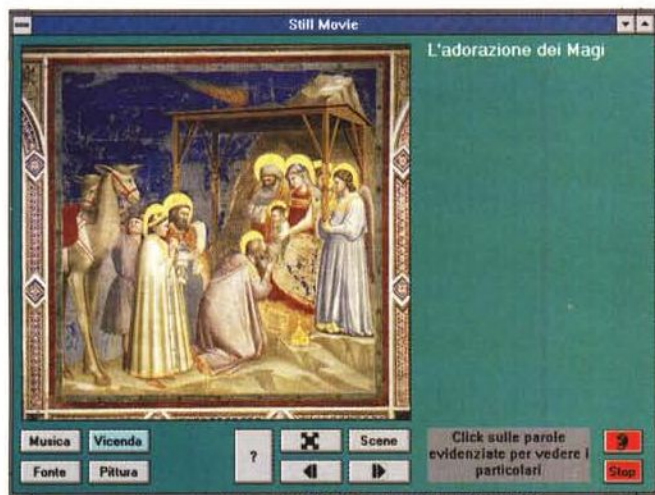 Still Movie
L'adorazione dei Magi
Musica
Vicenda
Fonte
Pittura
?
Scene
Click sulle parole
evidenziate per vedere i
particolari
Stop